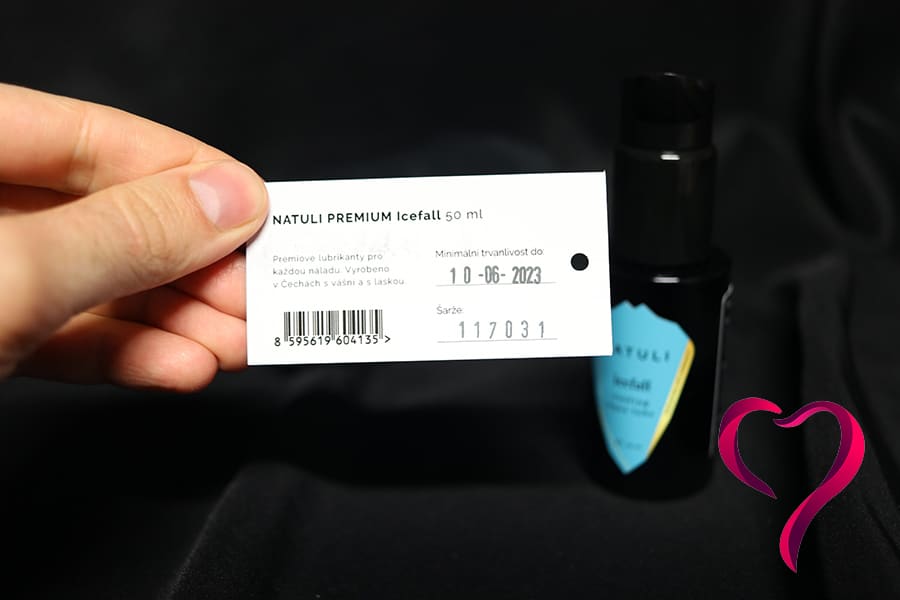 NATULI PREMIUM Icefall 50 ml
Prémiové lubrikanty pro
každou náladu. Vyrobeno
v Čechách s vášní a s láskou.
8 595619 604135 >
Minimální trvanlivost do:
10-06-2023
Šarže:
117031
NATULI
Icefall